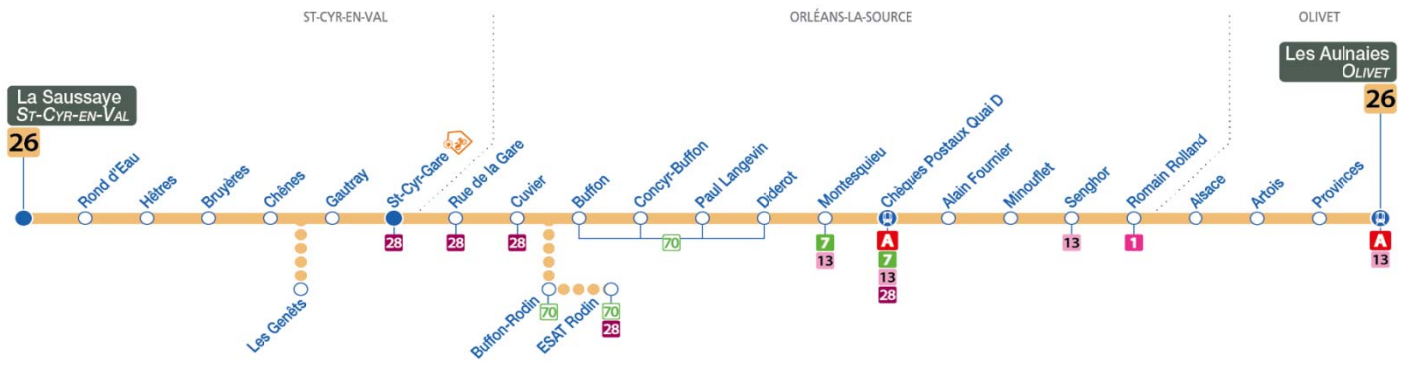 ST-CYR-EN-VAL
ORLÉANS-LA-SOURCE
OLIVET
La Saussaye
ST-CYR-EN-VAL
26
Rond d'Eau
Hêtres
Bruyères
Chênes
Gautray
St-Cyr-Gare
Rue de la Gare
Cuvier
Buffon
Concyr-Buffon
Paul Langevin
Diderot
Montesquieu
Chèques Postaux Quai D
Alain Fournier
Minouflet
Senghor
Romain Rolland
Alsace
Artois
Provinces
Les Aulnaies
OLIVET
26
28
28
28
70
7
13
A
7
13
28
13
1
A
13
Les Genêts
Buffon-Rodin
70
ESAT Rodin
70
28